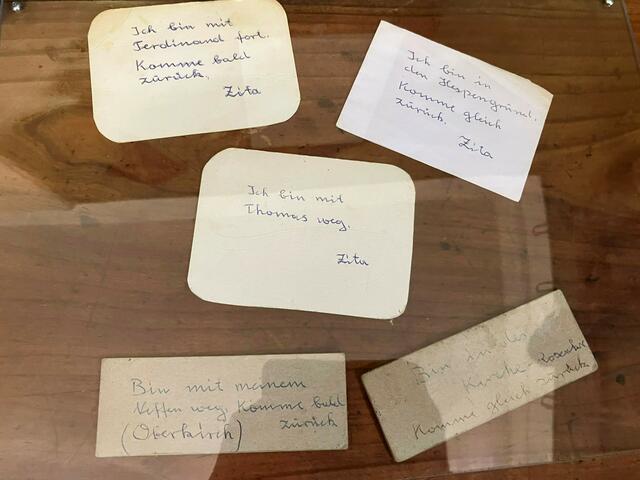 Ich bin mit
Ferdinand fort.
Komme bald
zurück.
Zita
Ich bin in
den Hespengründ.
Komme gleich
zurück.
Zita
Ich bin mit
Thomas weg.
Zita
Bin mit meinem
Neffen weg. Komme bald
(Oberkirch) zurück
Bin in der
Kirche
Komme gleich zurück